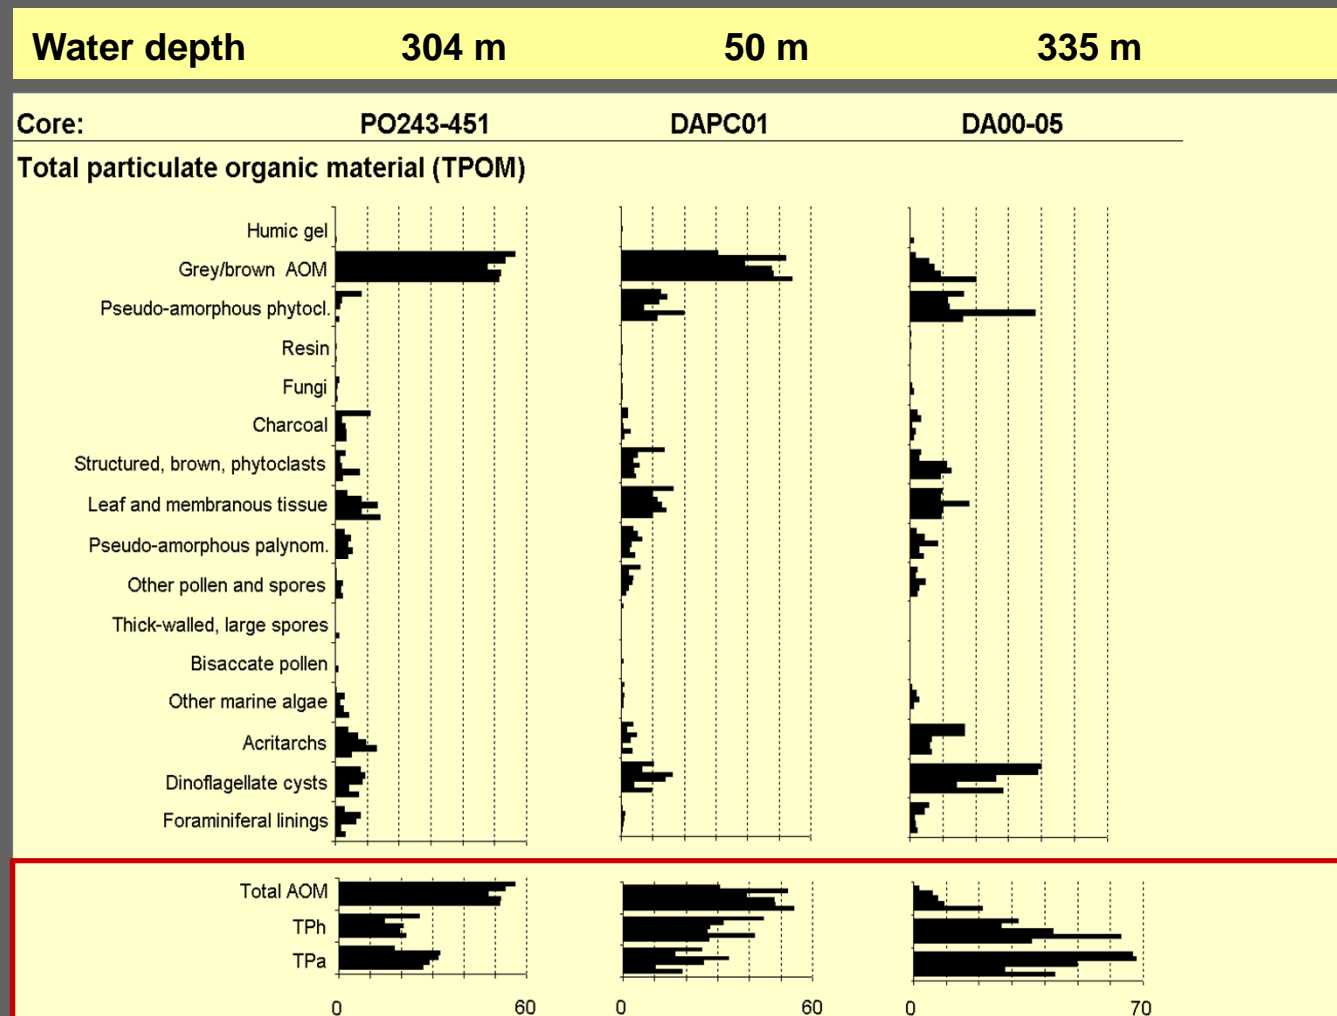 Water depth 304 m 50 m 335 m
Core: PO243-451 DAPC01 DA00-05
Total particulate organic material (TPOM)
Humic gel
Grey/brown AOM
Pseudo-amorphous phytocl.
Resin
Fungi
Charcoal
Structured, brown, phytoclasts
Leaf and membranous tissue
Pseudo-amorphous palynom.
Other pollen and spores
Thick-walled, large spores
Bisaccate pollen
Other marine algae
Acritarchs
Dinoflagellate cysts
Foraminiferal linings
Total AOM
TPh
TPa
0 60 0 60 0 70